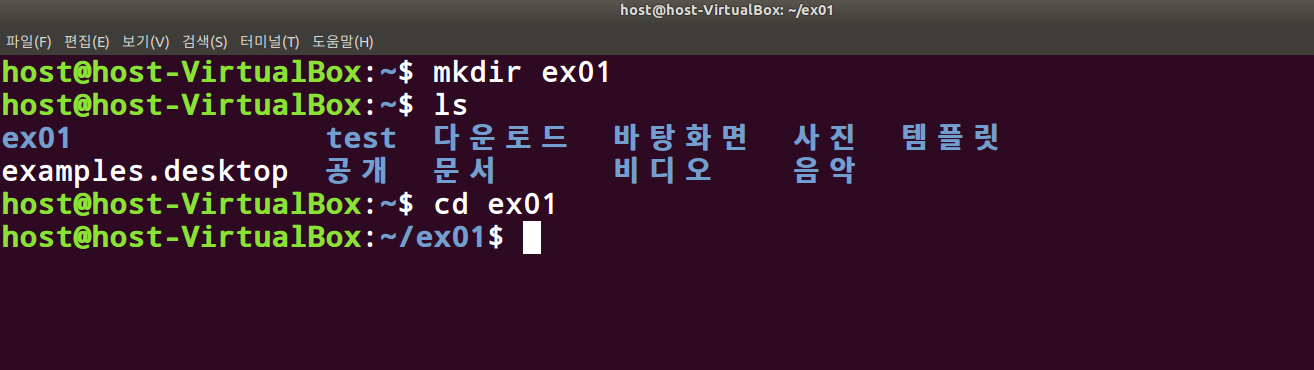 host@host-VirtualBox: ~/ex01
파일(F) 편집(E) 보기(V) 검색(S) 터미널(T) 도움말(H)
host@host-VirtualBox:~$ mkdir ex01
host@host-VirtualBox:~$ ls
ex01 test 다운로드 바탕화면 사진 템플릿
examples.desktop 공개 문서 비디오 음악
host@host-VirtualBox:~$ cd ex01
host@host-VirtualBox:~/ex01$